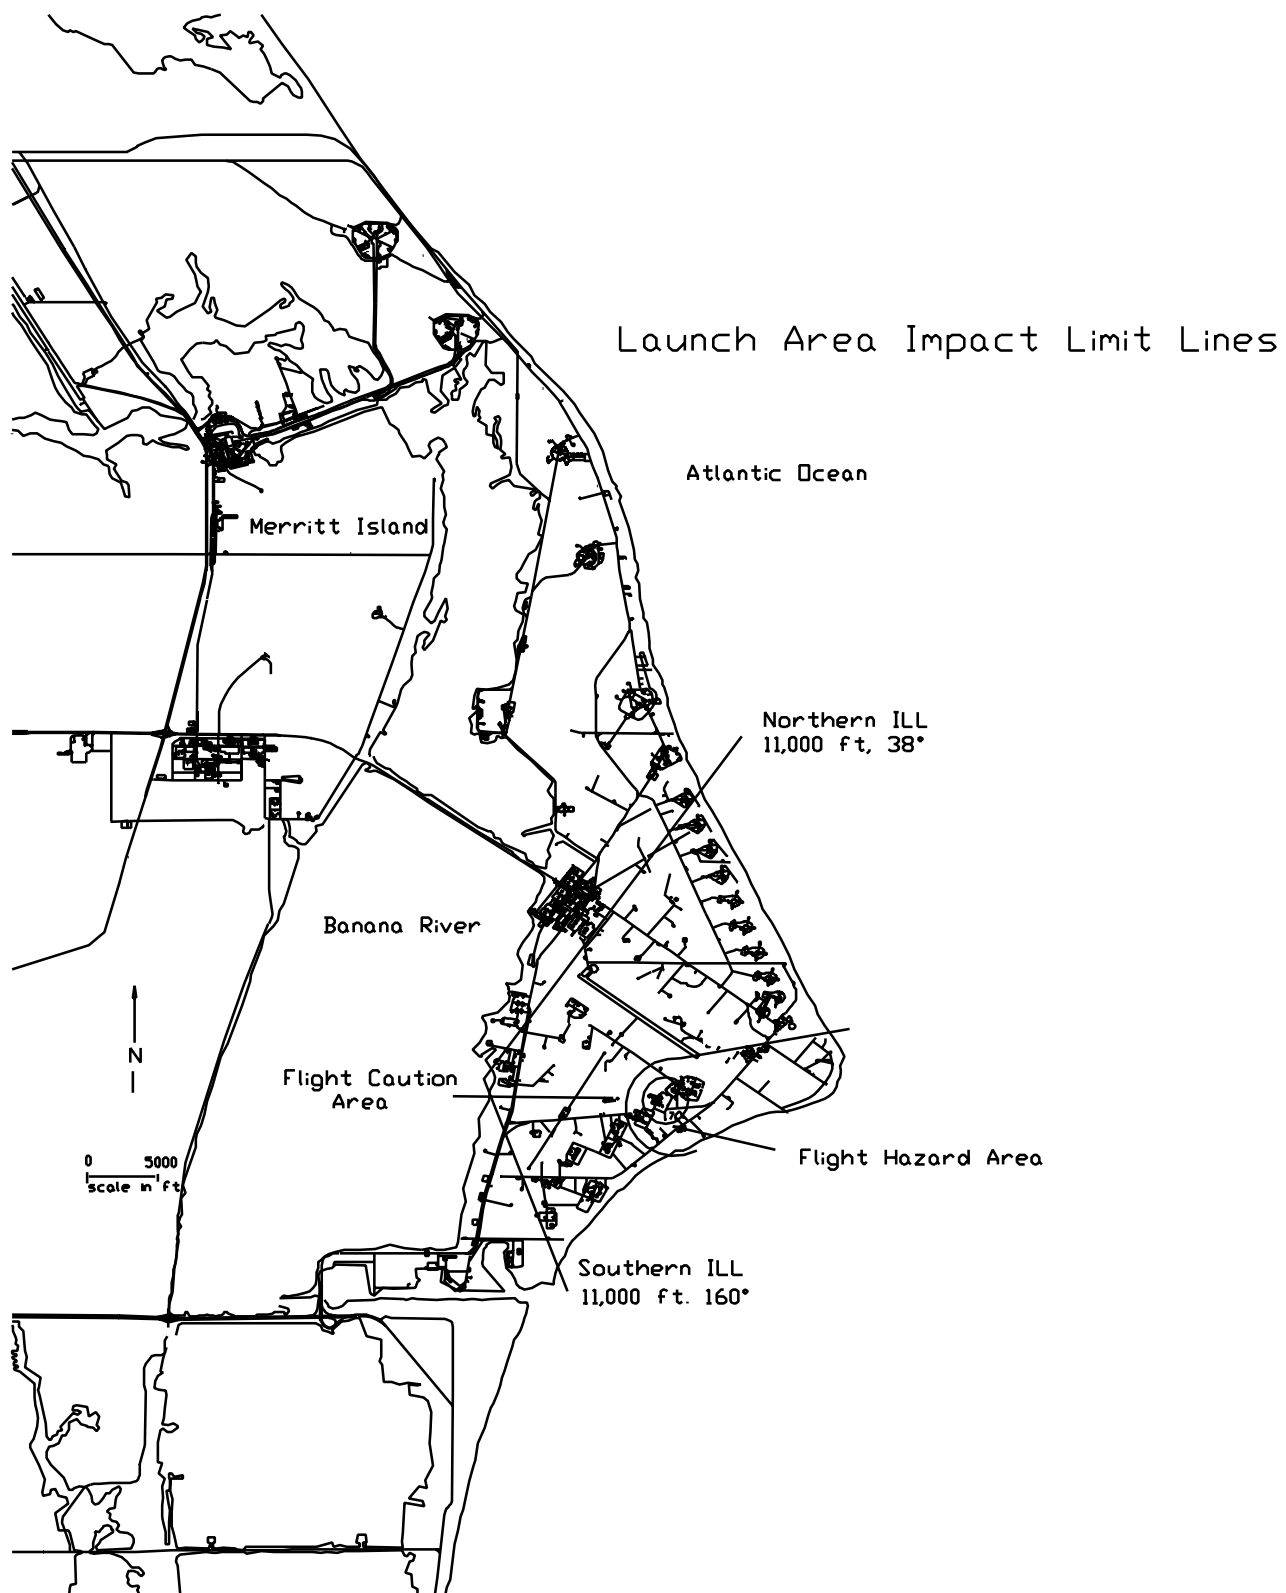 Launch Area Impact Limit Lines
Atlantic Ocean
Merritt Island
Northern ILL
11,000 ft, 38°
Banana River
N
Flight Caution
Area
Flight Hazard Area
0 5000
scale in ft
Southern ILL
11,000 ft. 160°